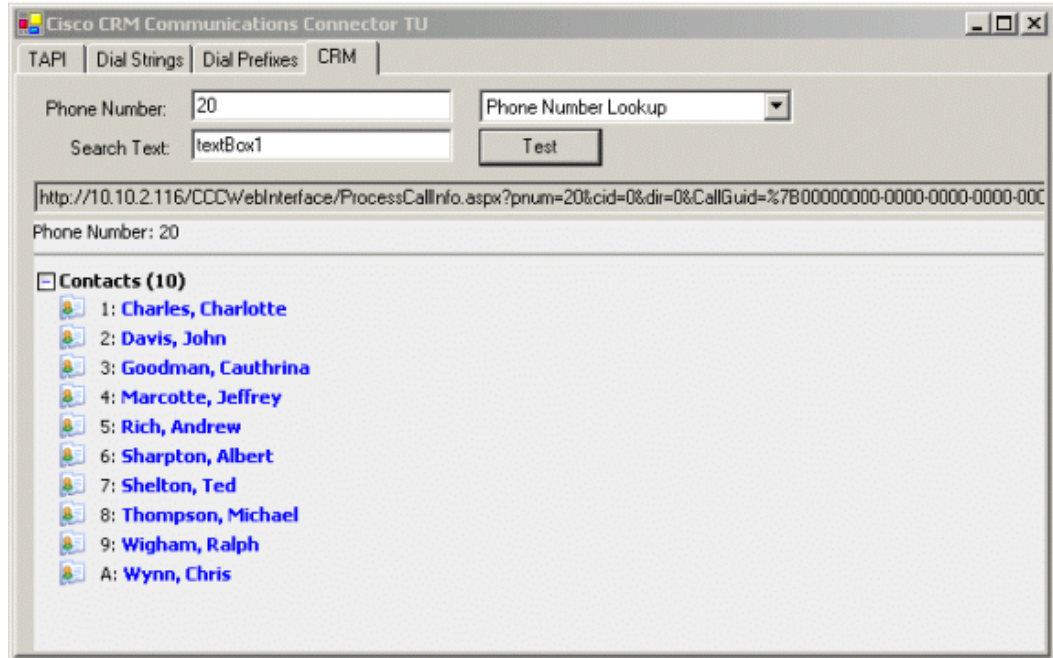 Cisco CRM Communications Connector TU
TAPI Dial Strings Dial Prefixes CRM
Phone Number: 20 Phone Number Lookup
Search Text: textBox1 Test
http://10.10.2.116/CCCWebInterface/ProcessCallInfo.aspx?pnum=20&cid=0&dir=0&CallGuid=%7B00000000-0000-0000-0000-000
Phone Number: 20
Contacts (10)
1: Charles, Charlotte
2: Davis, John
3: Goodman, Cauthrina
4: Marcotte, Jeffrey
5: Rich, Andrew
6: Sharpton, Albert
7: Shelton, Ted
8: Thompson, Michael
9: Wigham, Ralph
A: Wynn, Chris